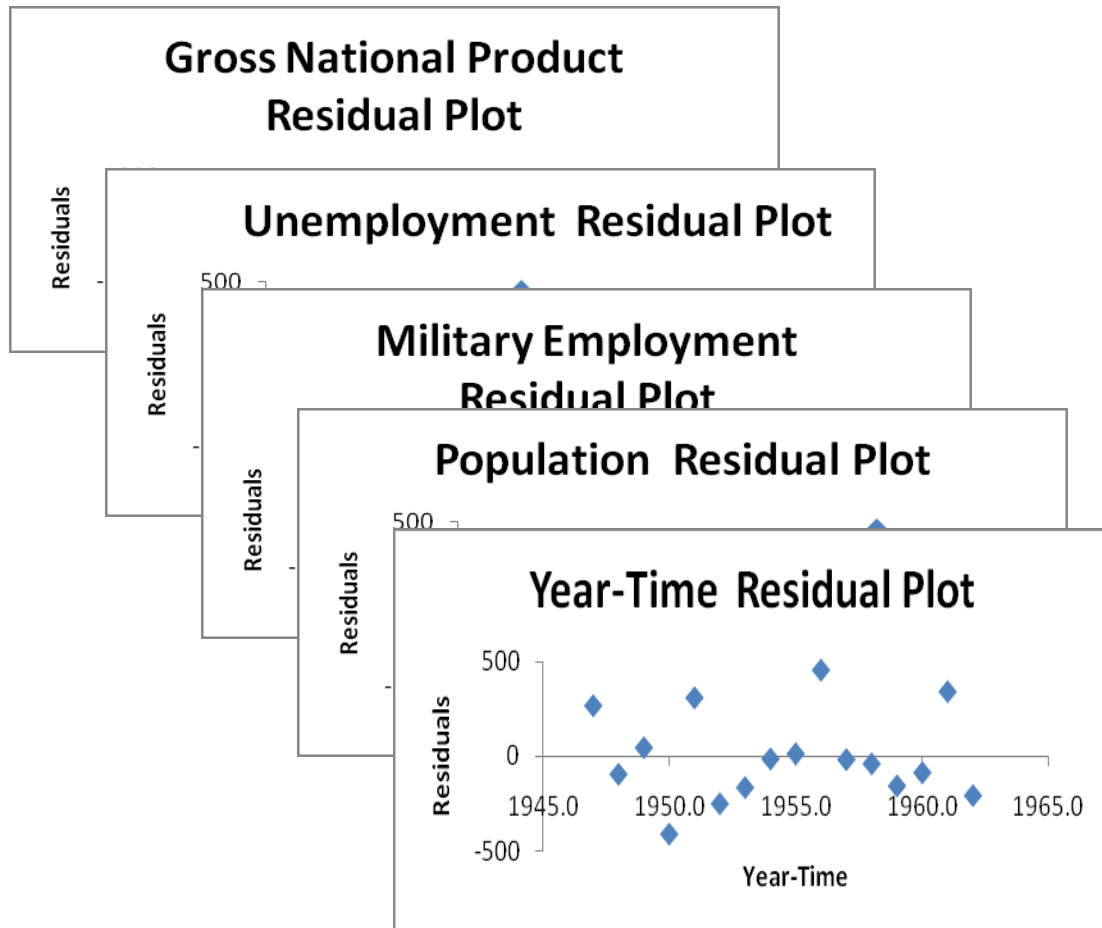 Gross National Product
Residual Plot
Residuals
-
Unemployment Residual Plot
500
Residuals
-
Military Employment
Residual Plot
Residuals
-
Population Residual Plot
500
Residuals
-
Year-Time Residual Plot
500
0
-500
Residuals
1945.0 1950.0 1955.0 1960.0 1965.0
Year-Time